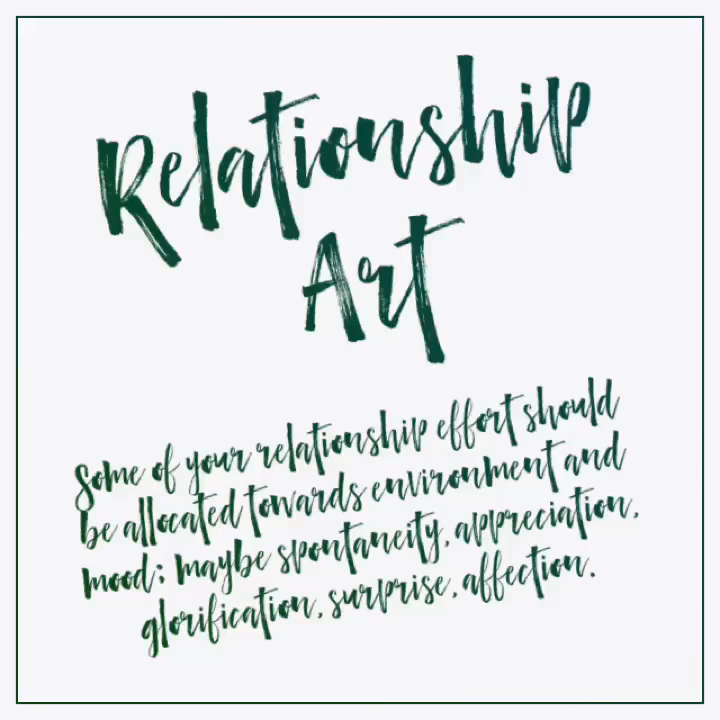 Relationship
Art
Some of your relationship effort should
be allocated towards environment and
mood; maybe spontaneity, appreciation,
glorification, surprise, affection.